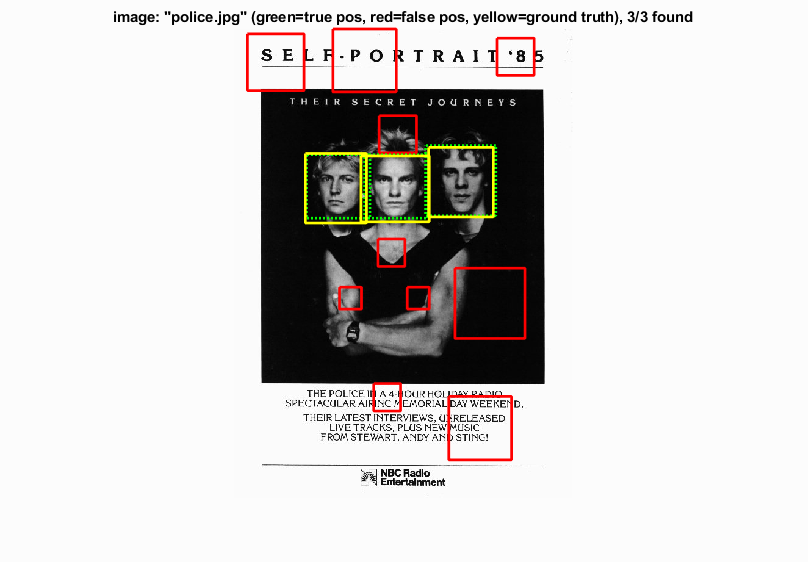 image: "police.jpg" (green=true pos, red=false pos, yellow=ground truth), 3/3 found
SELF-PORTRAIT '85
THEIR SECRET JOURNEYS
THE POLICE IN A 4-HOUR HOLIDAY RADIO
SPECTACULAR AIRING MEMORIAL DAY WEEKEND.
THEIR LATEST INTERVIEWS, UNRELEASED
LIVE TRACKS, PLUS NEW MUSIC
FROM STEWART, ANDY AND STING!
NBC Radio
Entertainment